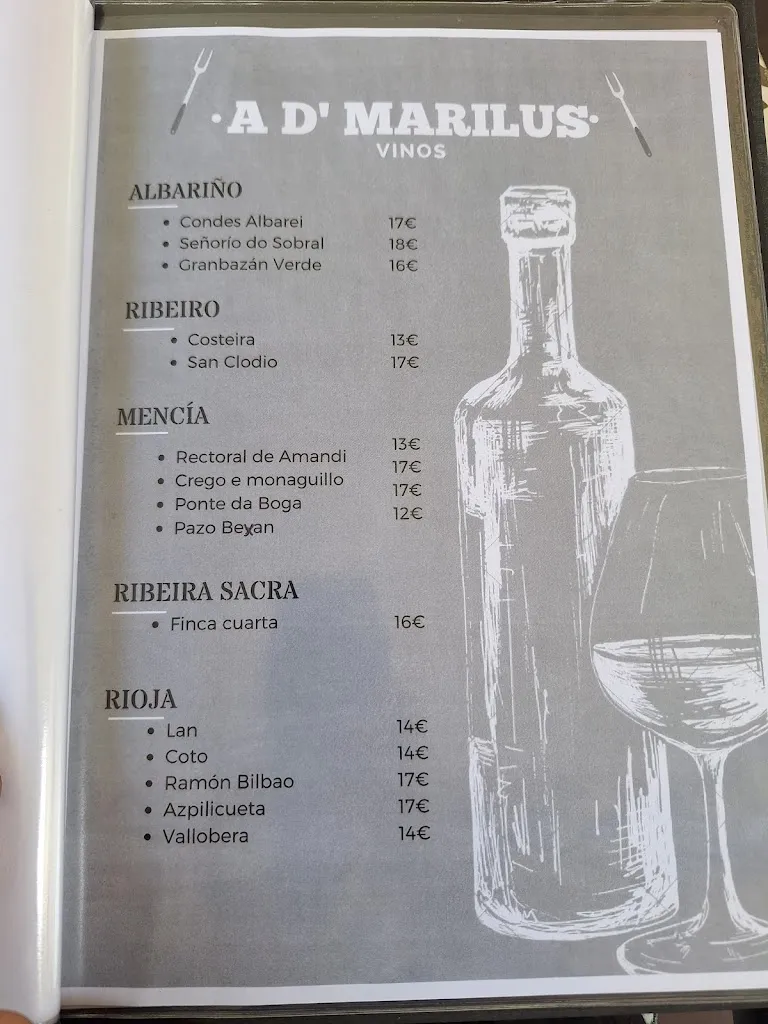 ·A D' MARILUS·
VINOS
ALBARIÑO
• Condes Albarei 17€
• Señorío do Sobral 18€
• Granbazán Verde 16€
RIBEIRO
• Costeira 13€
• San Clodio 17€
MENCÍA
• Rectoral de Amandi 13€
• Crego e monaguillo 17€
• Ponte da Boga 17€
• Pazo Beyan 12€
RIBEIRA SACRA
• Finca cuarta 16€
RIOJA
• Lan 14€
• Coto 14€
• Ramón Bilbao 17€
• Azpilicueta 17€
• Vallobera 14€